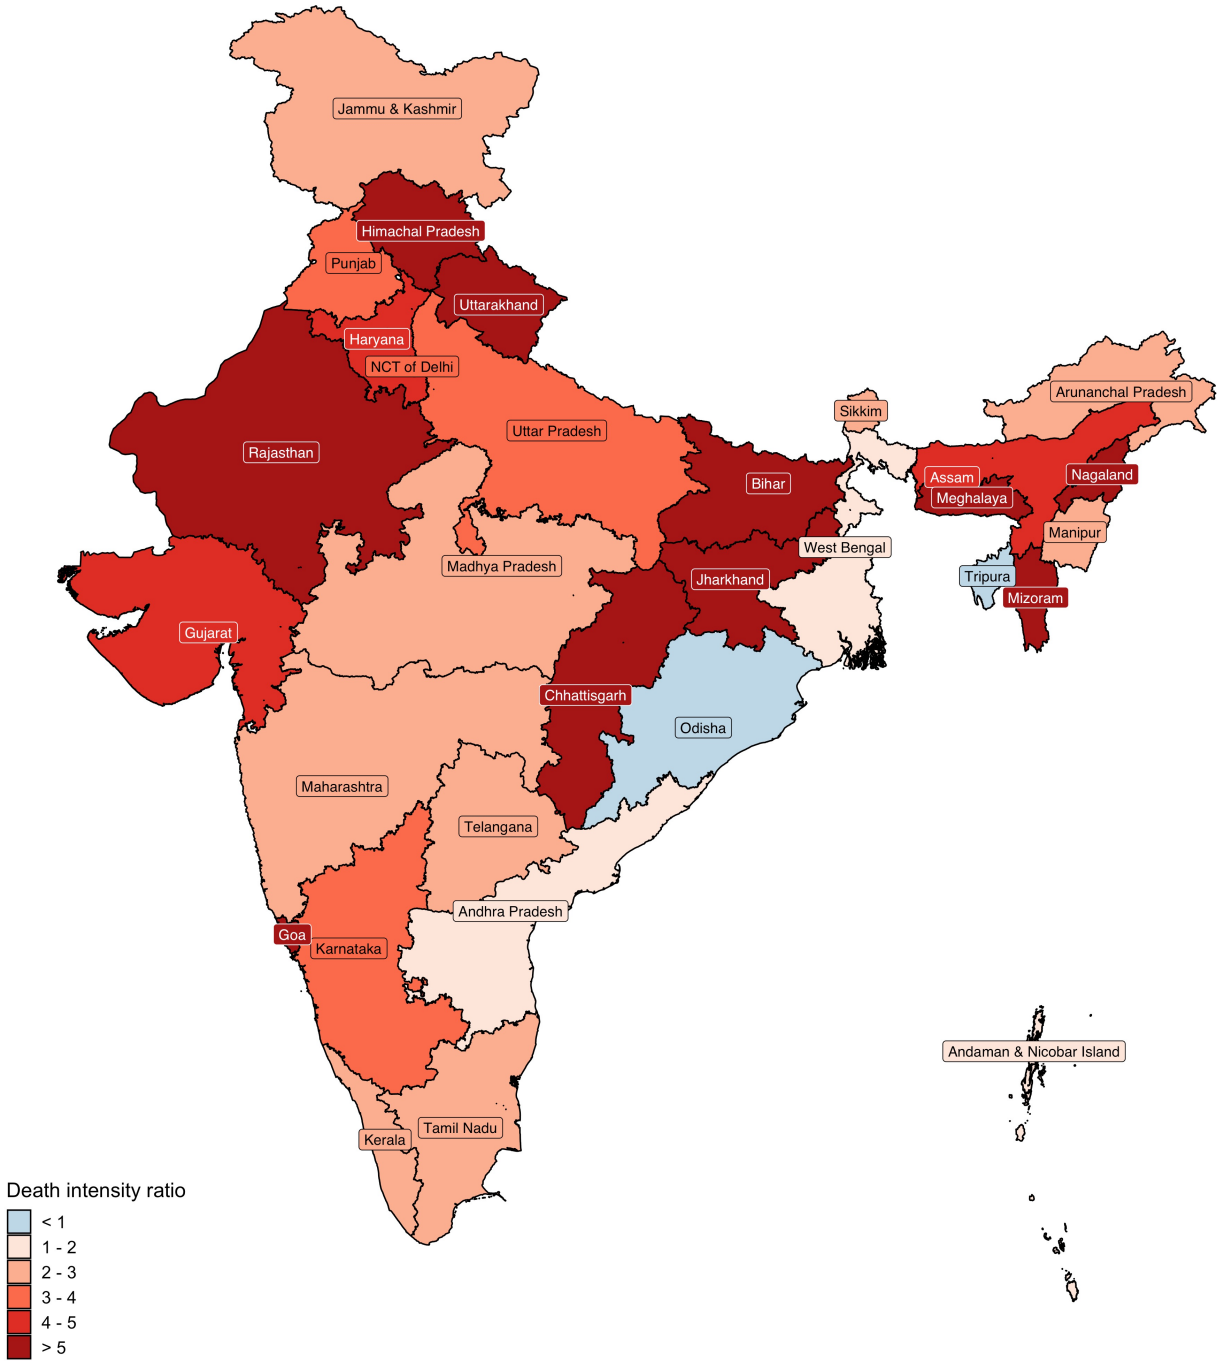 Jammu & Kashmir
Himachal Pradesh
Punjab
Uttarakhand
Haryana
NCT of Delhi
Arunanchal Pradesh
Sikkim
Uttar Pradesh
Rajasthan
Bihar
Assam
Nagaland
Meghalaya
Manipur
West Bengal
Madhya Pradesh
Jharkhand
Tripura
Mizoram
Gujarat
Chhattisgarh
Odisha
Maharashtra
Telangana
Andhra Pradesh
Goa
Karnataka
Andaman & Nicobar Island
Tamil Nadu
Kerala
Death intensity ratio
< 1
1 - 2
2 - 3
3 - 4
4 - 5
> 5